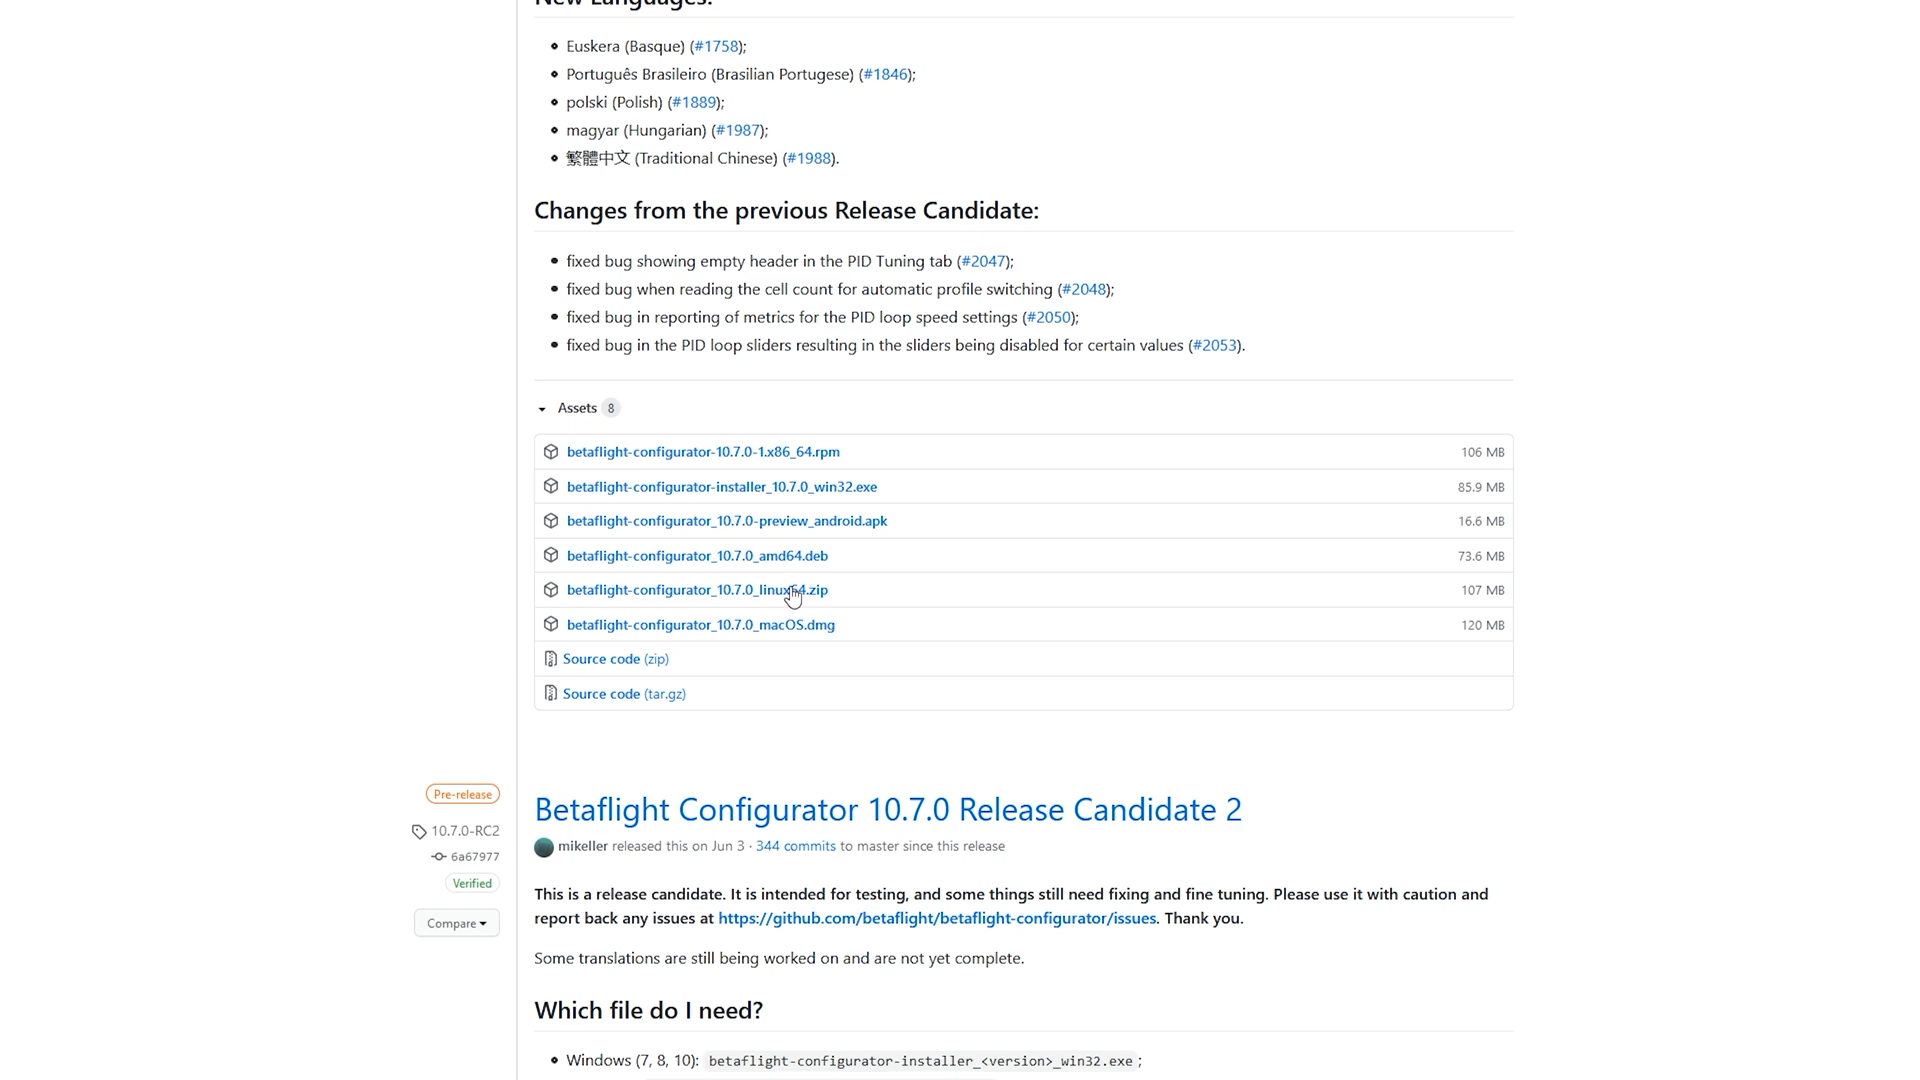 New Languages:
Euskera (Basque) (#1758);
Português Brasileiro (Brasilian Portugese) (#1846);
polski (Polish) (#1889);
magyar (Hungarian) (#1987);
繁體中文 (Traditional Chinese) (#1988).
Changes from the previous Release Candidate:
fixed bug showing empty header in the PID Tuning tab (#2047);
fixed bug when reading the cell count for automatic profile switching (#2048);
fixed bug in reporting of metrics for the PID loop speed settings (#2050);
fixed bug in the PID loop sliders resulting in the sliders being disabled for certain values (#2053).
Assets 8
betaflight-configurator-10.7.0-1.x86_64.rpm 106 MB
betaflight-configurator-installer_10.7.0_win32.exe 85.9 MB
betaflight-configurator_10.7.0-preview_android.apk 16.6 MB
betaflight-configurator_10.7.0_amd64.deb 73.6 MB
betaflight-configurator_10.7.0_linux64.zip 107 MB
betaflight-configurator_10.7.0_macOS.dmg 120 MB
Source code (zip)
Source code (tar.gz)
Pre-release
10.7.0-RC2
6a67977
Verified
Compare
Betaflight Configurator 10.7.0 Release Candidate 2
mikeller released this on Jun 3 · 344 commits to master since this release
This is a release candidate. It is intended for testing, and some things still need fixing and fine tuning. Please use it with caution and
report back any issues at https://github.com/betaflight/betaflight-configurator/issues. Thank you.
Some translations are still being worked on and are not yet complete.
Which file do I need?
Windows (7, 8, 10): betaflight-configurator-installer_<version>_win32.exe ;